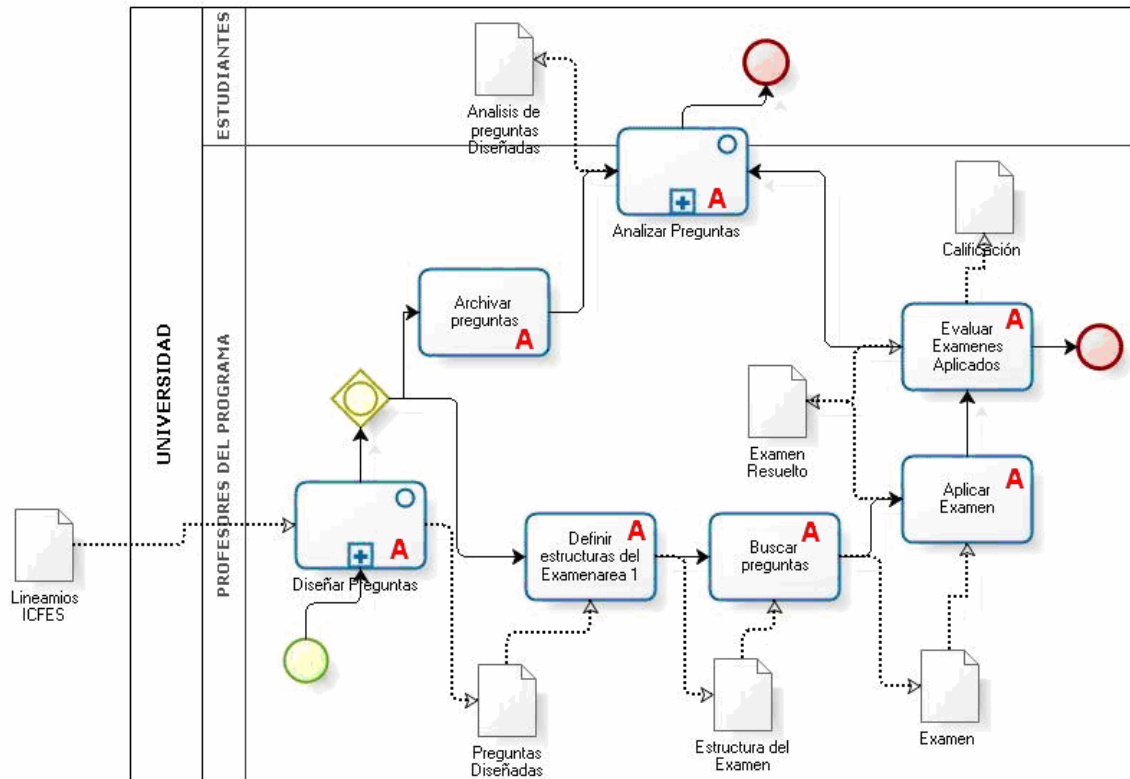 UNIVERSIDAD
ESTUDIANTES
PROFESORES DEL PROGRAMA
Analisis de
preguntas
Diseñadas
A
Analizar Preguntas
Calificación
Archivar
preguntas
A
A
Evaluar
Examenes
Aplicados
Examen
Resuelto
A
Aplicar
Examen
Lineamios
ICFES
A
Diseñar Preguntas
A
Definir
estructuras del
Examenarea 1
A
Buscar
preguntas
Preguntas
Diseñadas
Estructura del
Examen
Examen